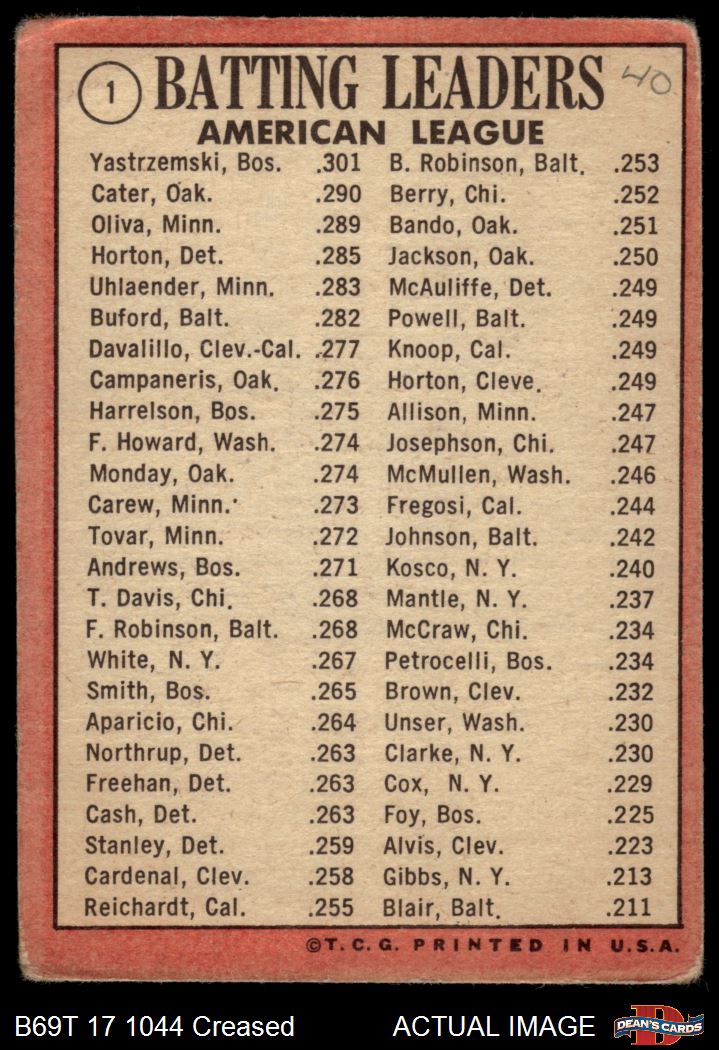 1 BATTING LEADERS 40
AMERICAN LEAGUE
Yastrzemski, Bos. .301 B. Robinson, Balt. .253
Cater, Oak. .290 Berry, Chi. .252
Oliva, Minn. .289 Bando, Oak. .251
Horton, Det. .285 Jackson, Oak. .250
Uhlaender, Minn. .283 McAuliffe, Det. .249
Buford, Balt. .282 Powell, Balt. .249
Davalillo, Clev.-Cal. .277 Knoop, Cal. .249
Campaneris, Oak. .276 Horton, Cleve. .249
Harrelson, Bos. .275 Allison, Minn. .247
F. Howard, Wash. .274 Josephson, Chi. .247
Monday, Oak. .274 McMullen, Wash. .246
Carew, Minn. .273 Fregosi, Cal. .244
Tovar, Minn. .272 Johnson, Balt. .242
Andrews, Bos. .271 Kosco, N. Y. .240
T. Davis, Chi. .268 Mantle, N. Y. .237
F. Robinson, Balt. .268 McCraw, Chi. .234
White, N. Y. .267 Petrocelli, Bos. .234
Smith, Bos. .265 Brown, Clev. .232
Aparicio, Chi. .264 Unser, Wash. .230
Northrup, Det. .263 Clarke, N. Y. .230
Freehan, Det. .263 Cox, N. Y. .229
Cash, Det. .263 Foy, Bos. .225
Stanley, Det. .259 Alvis, Clev. .223
Cardenal, Clev. .258 Gibbs, N. Y. .213
Reichardt, Cal. .255 Blair, Balt. .211
©T.C.G. PRINTED IN U.S.A.
B69T 17 1044 Creased ACTUAL IMAGE DEAN'S CARDS